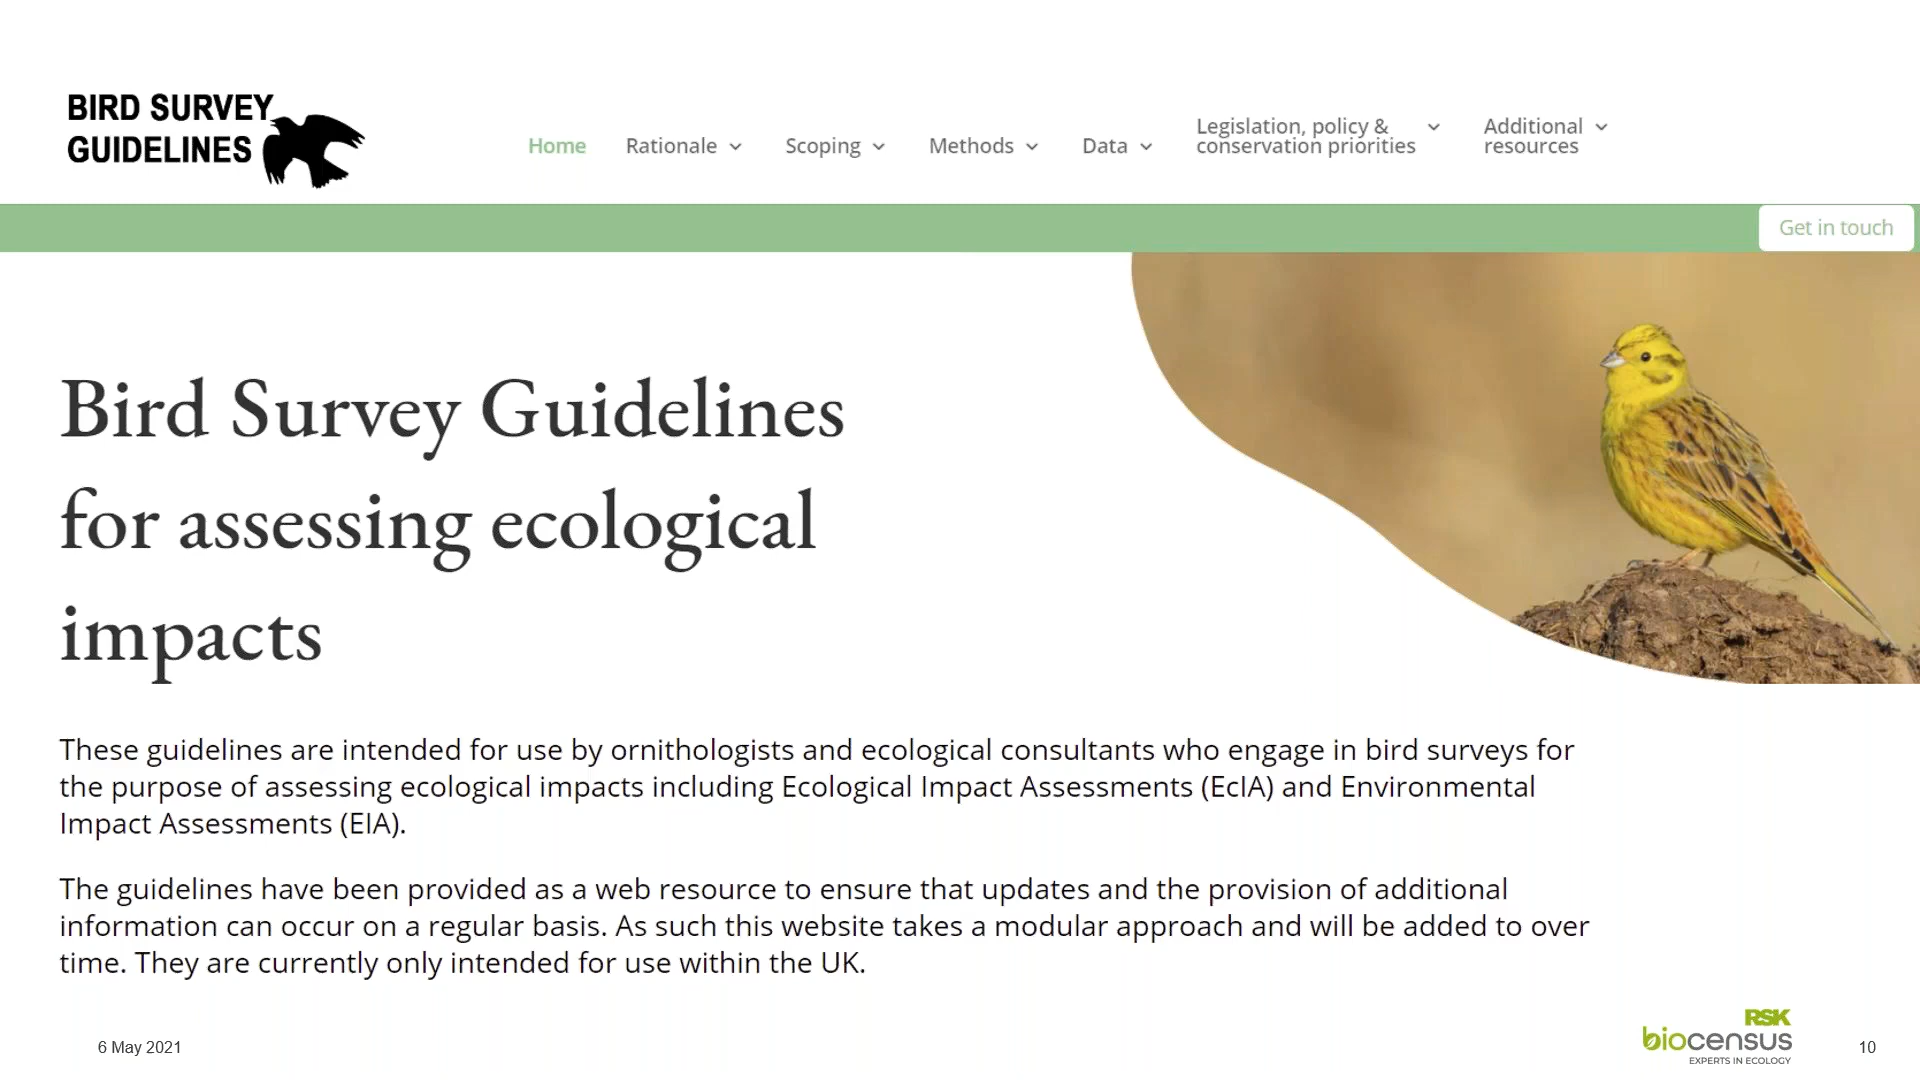 BIRD SURVEY
GUIDELINES
Home
Rationale
Scoping
Methods
Data
Legislation, policy &
conservation priorities
Additional
resources
Get in touch
Bird Survey Guidelines
for assessing ecological
impacts
These guidelines are intended for use by ornithologists and ecological consultants who engage in bird surveys for
the purpose of assessing ecological impacts including Ecological Impact Assessments (EcIA) and Environmental
Impact Assessments (EIA).
The guidelines have been provided as a web resource to ensure that updates and the provision of additional
information can occur on a regular basis. As such this website takes a modular approach and will be added to over
time. They are currently only intended for use within the UK.
6 May 2021
RSK
biocensus
EXPERTS IN ECOLOGY
10